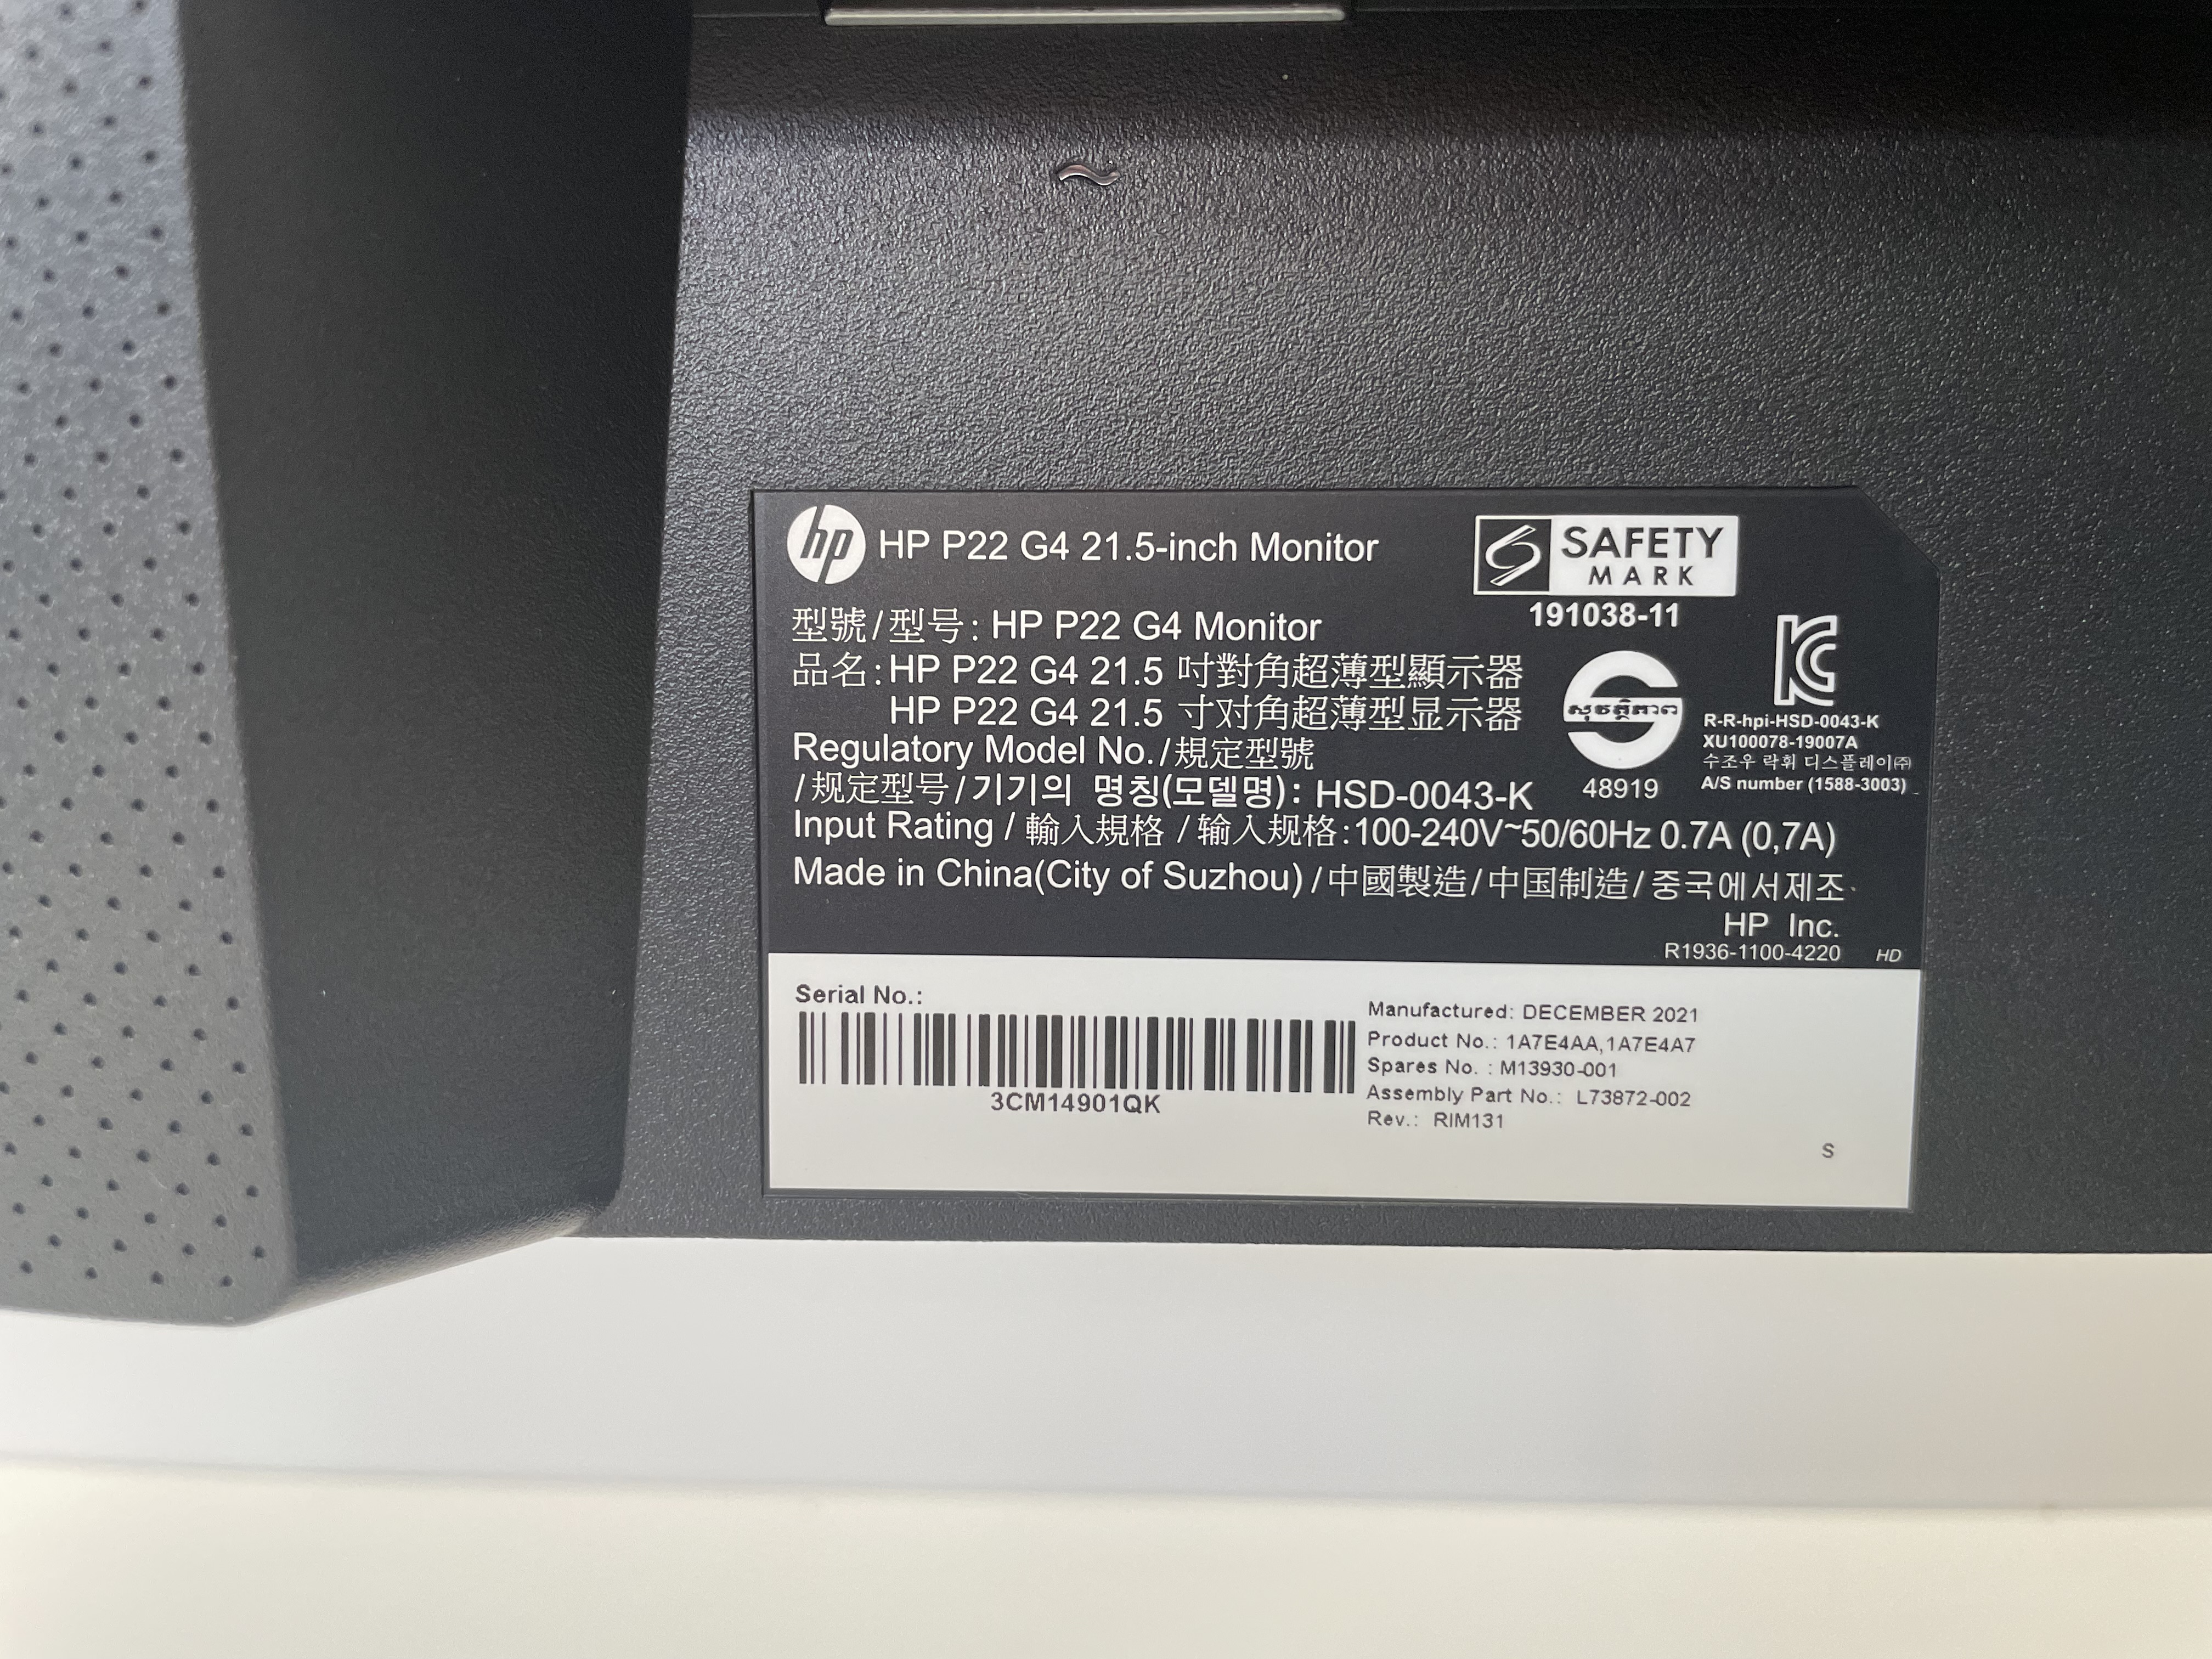 hp HP P22 G4 21.5-inch Monitor
SAFETY
MARK
191038-11
型號/型号: HP P22 G4 Monitor
品名:HP P22 G4 21.5 吋對角超薄型顯示器
HP P22 G4 21.5 寸对角超薄型显示器
Regulatory Model No./規定型號
/规定型号/기기의 명칭(모델명): HSD-0043-K
48919
R-R-hpi-HSD-0043-K
XU100078-19007A
수조우 락휘 디스플레이㈜
A/S number (1588-3003)
Input Rating / 輸入規格 / 输入规格:100-240V~50/60Hz 0.7A (0,7A)
Made in China(City of Suzhou)/中國製造/中国制造/중국에서제조
HP Inc.
R1936-1100-4220 HD
Serial No.:
3CM14901QK
Manufactured: DECEMBER 2021
Product No.: 1A7E4AA,1A7E4A7
Spares No. : M13930-001
Assembly Part No.: L73872-002
Rev.: RIM131
S